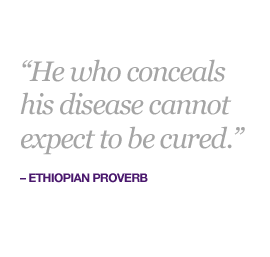 “He who conceals
his disease cannot
expect to be cured.”
– ETHIOPIAN PROVERB